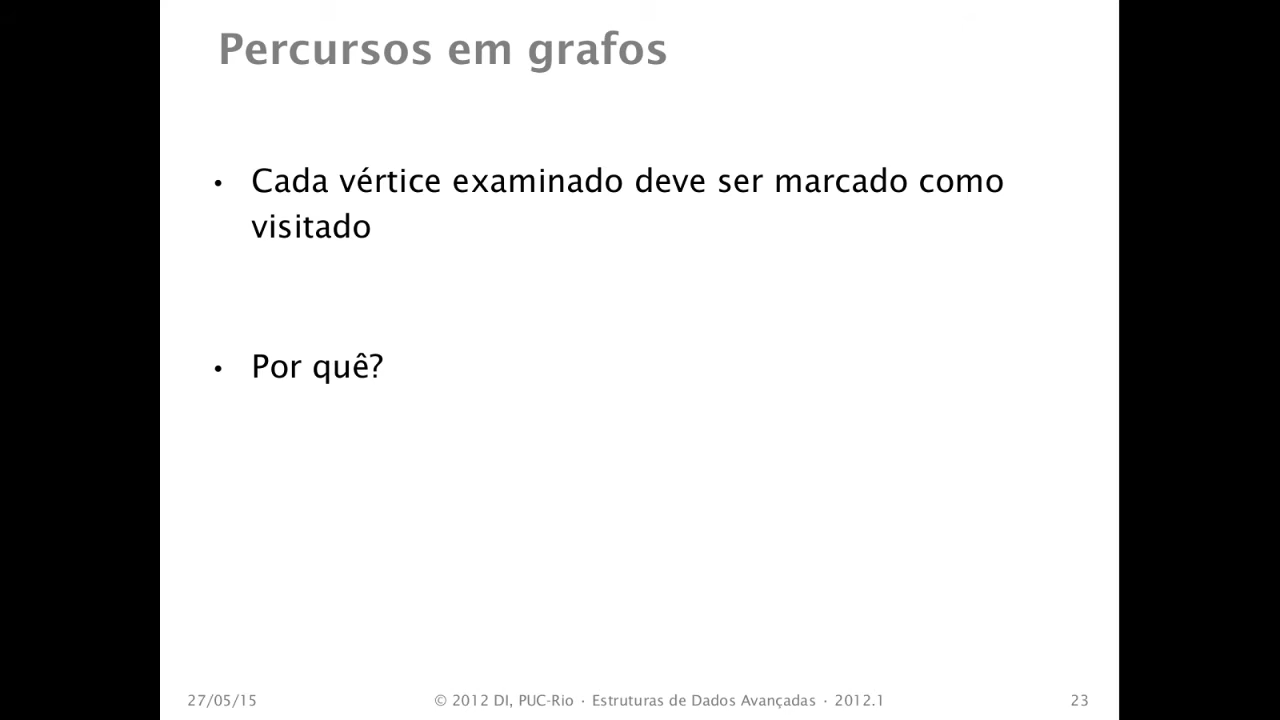 Percursos em grafos
• Cada vértice examinado deve ser marcado como
visitado
• Por quê?
27/05/15 © 2012 DI, PUC-Rio · Estruturas de Dados Avançadas · 2012.1 23